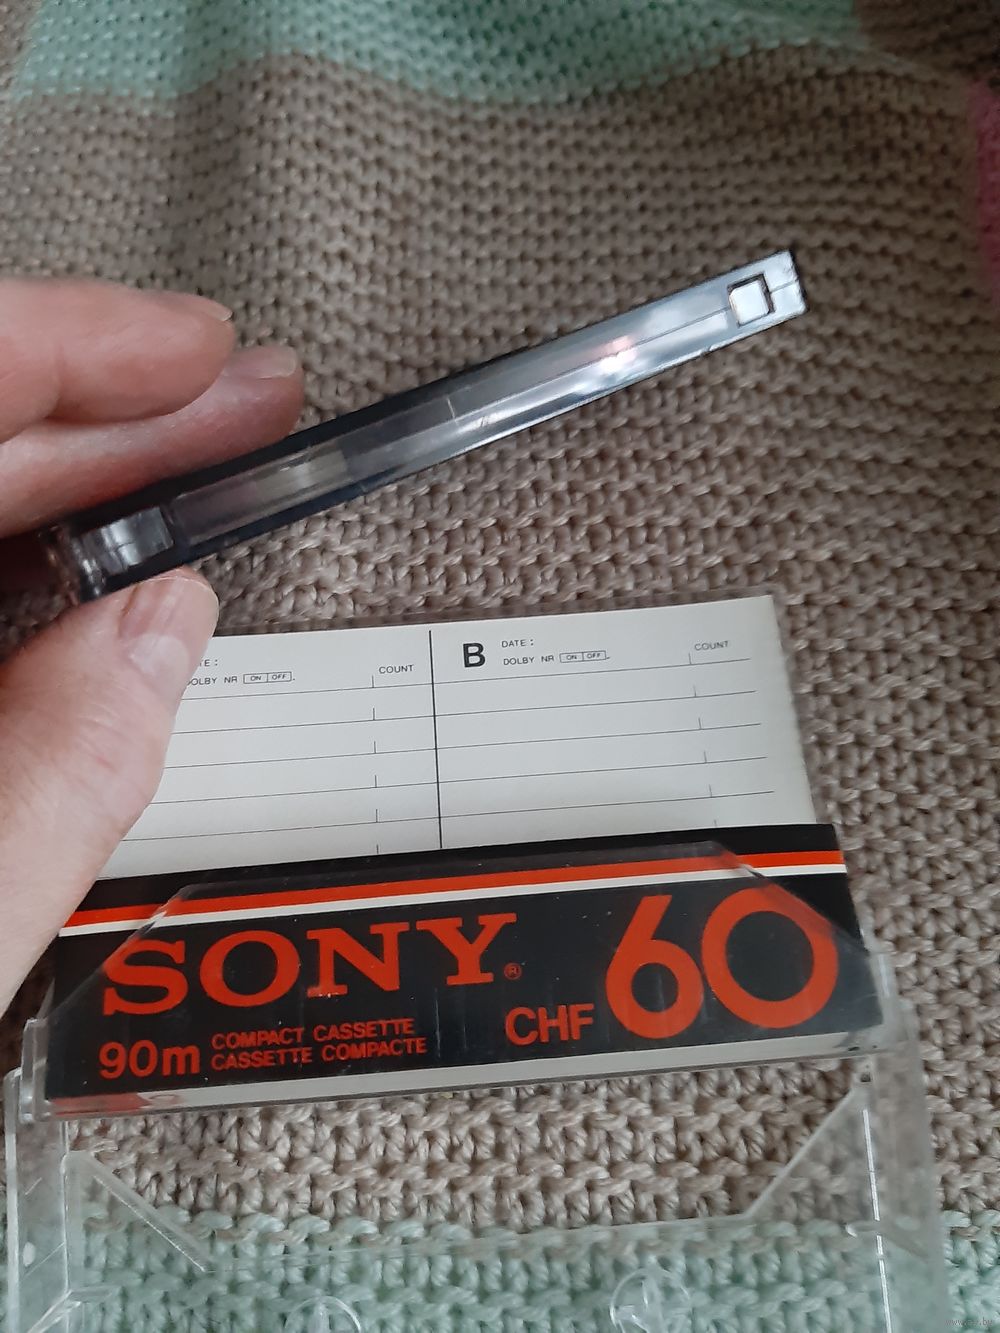 B DATE:
DOLBY NR ON OFF COUNT
DOLBY NR ON OFF COUNT
SONY®
CHF 60
90m COMPACT CASSETTE
CASSETTE COMPACTE